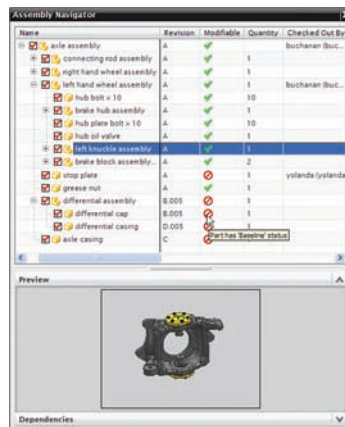 Assembly Navigator
Name Revision Modifiable Quantity Checked Out By
axle assembly A buchanan (buc...
connecting rod assembly A 1
right hand wheel assembly A 1
left hand wheel assembly A 1 buchanan (buc...
hub bolt x 10 A 10
brake hub assembly A 1
hub plate bolt x 10 A 10
hub oil valve A 1
left knuckle assembly A 1
brake block assembly... A 2
stop plate A 1 yolanda (yolanda
grease nut A 1
differential assembly B.005 1
differential cap B.005 1
differential casing D.005 1
axle casing C
Part has 'Baseline' status
Preview
Dependencies